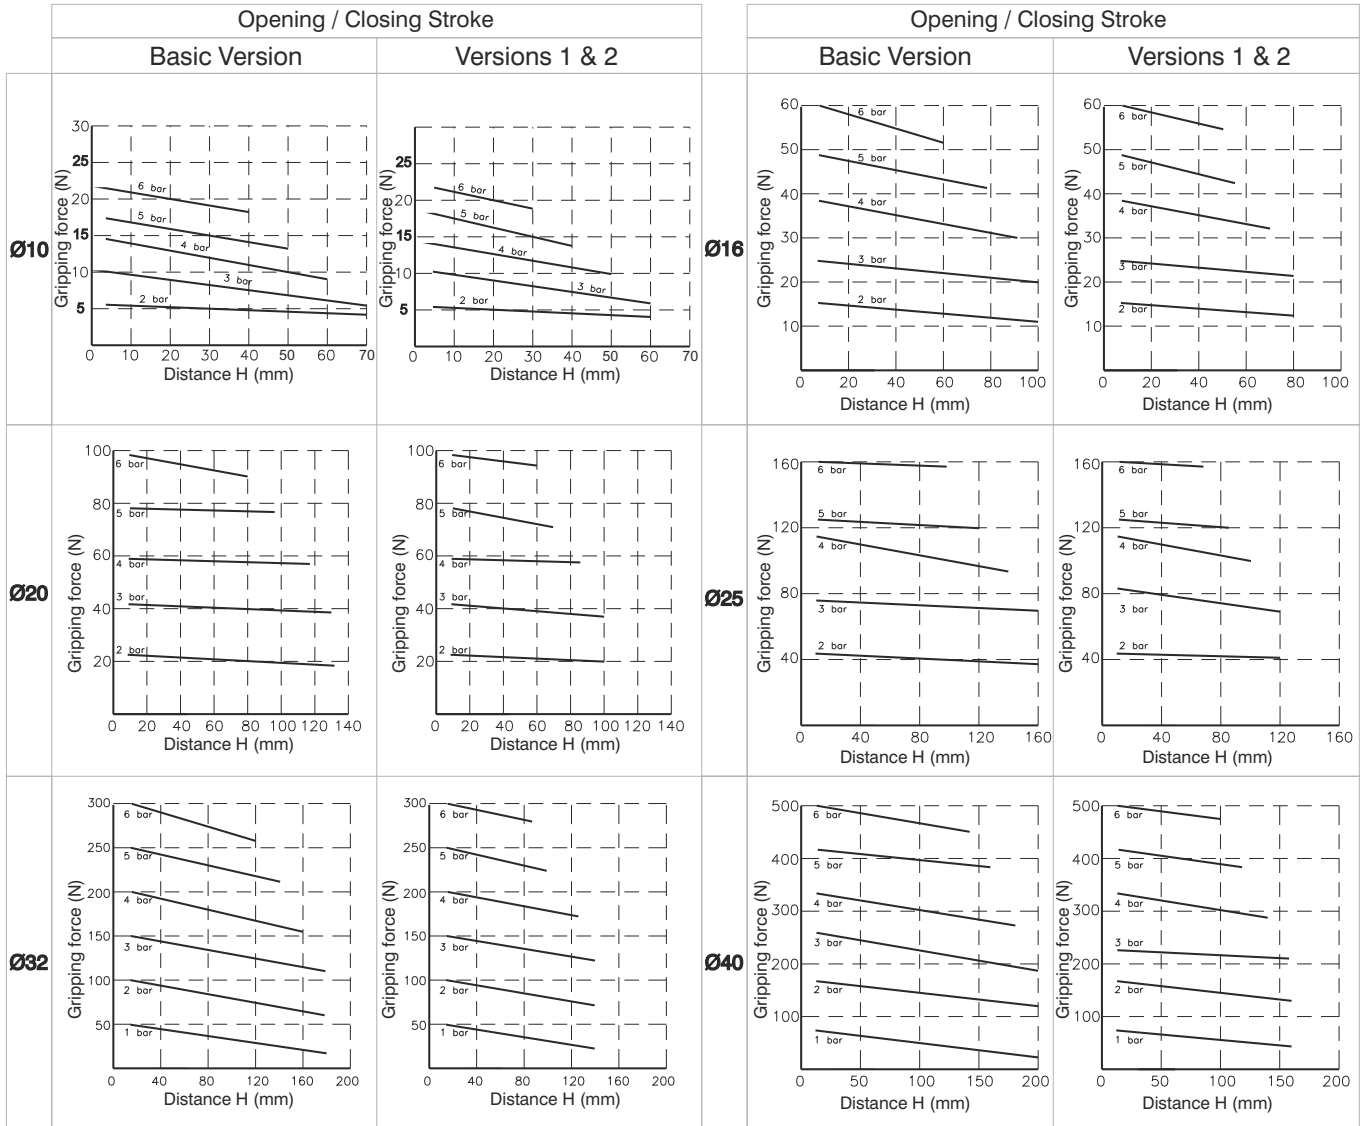 Opening / Closing Stroke
Opening / Closing Stroke
Basic Version
Versions 1 & 2
Basic Version
Versions 1 & 2
Ø10
Gripping force (N)
30
25
20
15
10
5
6 bar
5 bar
4 bar
3 bar
2 bar
0 10 20 30 40 50 60 70
Distance H (mm)
Gripping force (N)
25
20
15
10
5
6 bar
5 bar
4 bar
3 bar
2 bar
0 10 20 30 40 50 60 70
Distance H (mm)
Ø16
Gripping force (N)
60
50
40
30
20
10
6 bar
5 bar
4 bar
3 bar
2 bar
0 20 40 60 80 100
Distance H (mm)
Gripping force (N)
60
50
40
30
20
10
6 bar
5 bar
4 bar
3 bar
2 bar
0 20 40 60 80 100
Distance H (mm)
Ø20
Gripping force (N)
100
80
60
40
20
6 bar
5 bar
4 bar
3 bar
2 bar
0 20 40 60 80 100 120 140
Distance H (mm)
Gripping force (N)
100
80
60
40
20
6 bar
5 bar
4 bar
3 bar
2 bar
0 20 40 60 80 100 120 140
Distance H (mm)
Ø25
Gripping force (N)
160
120
80
40
6 bar
5 bar
4 bar
3 bar
2 bar
0 40 80 120 160
Distance H (mm)
Gripping force (N)
160
120
80
40
6 bar
5 bar
4 bar
3 bar
2 bar
0 40 80 120 160
Distance H (mm)
Ø32
Gripping force (N)
300
250
200
150
100
50
6 bar
5 bar
4 bar
3 bar
2 bar
1 bar
0 40 80 120 160 200
Distance H (mm)
Gripping force (N)
300
250
200
150
100
50
6 bar
5 bar
4 bar
3 bar
2 bar
1 bar
0 40 80 120 160 200
Distance H (mm)
Ø40
Gripping force (N)
500
400
300
200
100
6 bar
5 bar
4 bar
3 bar
2 bar
1 bar
0 50 100 150 200
Distance H (mm)
Gripping force (N)
500
400
300
200
100
6 bar
5 bar
4 bar
3 bar
2 bar
1 bar
0 50 100 150 200
Distance H (mm)